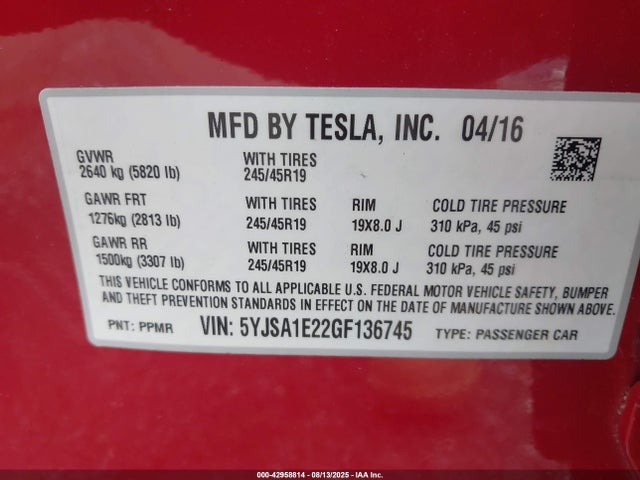 MFD BY TESLA, INC. 04/16
GVWR WITH TIRES
2640 kg (5820 lb) 245/45R19
GAWR FRT WITH TIRES RIM COLD TIRE PRESSURE
1276kg (2813 lb) 245/45R19 19X8.0 J 310 kPa, 45 psi
GAWR RR WITH TIRES RIM COLD TIRE PRESSURE
1500kg (3307 lb) 245/45R19 19X8.0 J 310 kPa, 45 psi
THIS VEHICLE CONFORMS TO ALL APPLICABLE U.S. FEDERAL MOTOR VEHICLE SAFETY, BUMPER,
AND THEFT PREVENTION STANDARDS IN EFFECT ON THE DATE OF MANUFACTURE SHOWN ABOVE.
PNT: PPMR VIN: 5YJSA1E22GF136745 TYPE: PASSENGER CAR
000-42958814 - 08/13/2025 - IAA Inc.